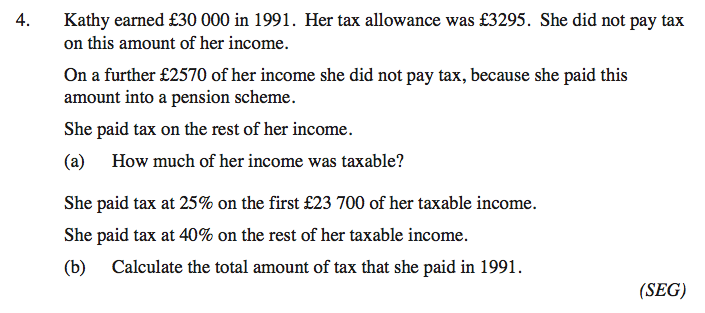 4. Kathy earned £30 000 in 1991. Her tax allowance was £3295. She did not pay tax
on this amount of her income.
On a further £2570 of her income she did not pay tax, because she paid this
amount into a pension scheme.
She paid tax on the rest of her income.
(a) How much of her income was taxable?
She paid tax at 25% on the first £23 700 of her taxable income.
She paid tax at 40% on the rest of her taxable income.
(b) Calculate the total amount of tax that she paid in 1991.
(SEG)